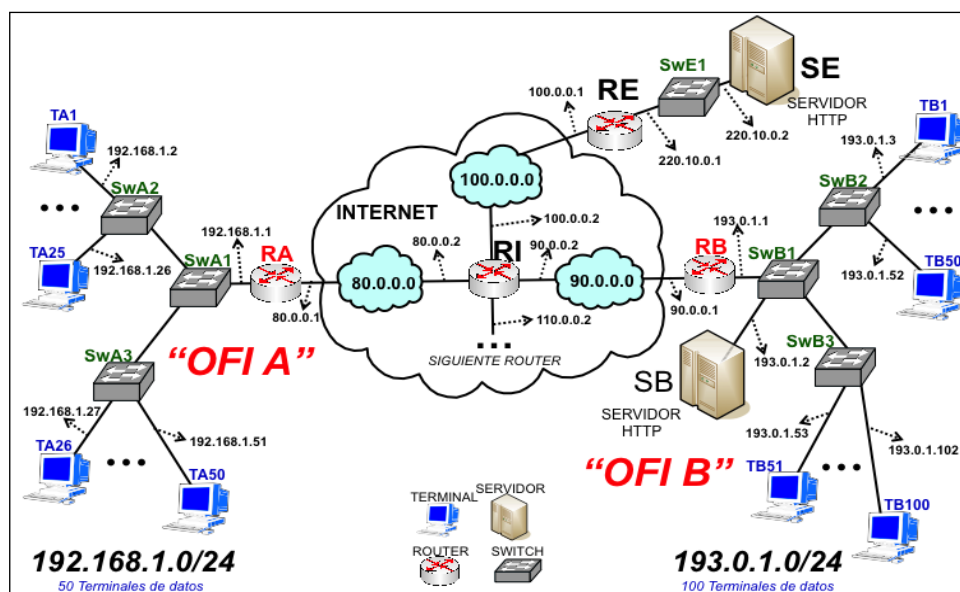 SE
SwE1
RE
100.0.0.1
SERVIDOR
HTTP
220.10.0.2
220.10.0.1
TA1
192.168.1.2
SwA2
TA25
192.168.1.26
192.168.1.1
SwA1
RA
80.0.0.1
SwA3
192.168.1.27
TA26
192.168.1.51
TA50
“OFI A”
192.168.1.0/24
50 Terminales de datos
INTERNET
100.0.0.0
100.0.0.2
80.0.0.2
RI
90.0.0.2
80.0.0.0
90.0.0.0
110.0.0.2
SIGUIENTE ROUTER
TB1
193.0.1.3
SwB2
193.0.1.1
RB
SwB1
193.0.1.52
TB50
90.0.0.1
SwB3
193.0.1.2
SB
SERVIDOR
HTTP
193.0.1.53
193.0.1.102
TB51
TB100
“OFI B”
193.0.1.0/24
100 Terminales de datos
TERMINAL
SERVIDOR
ROUTER
SWITCH